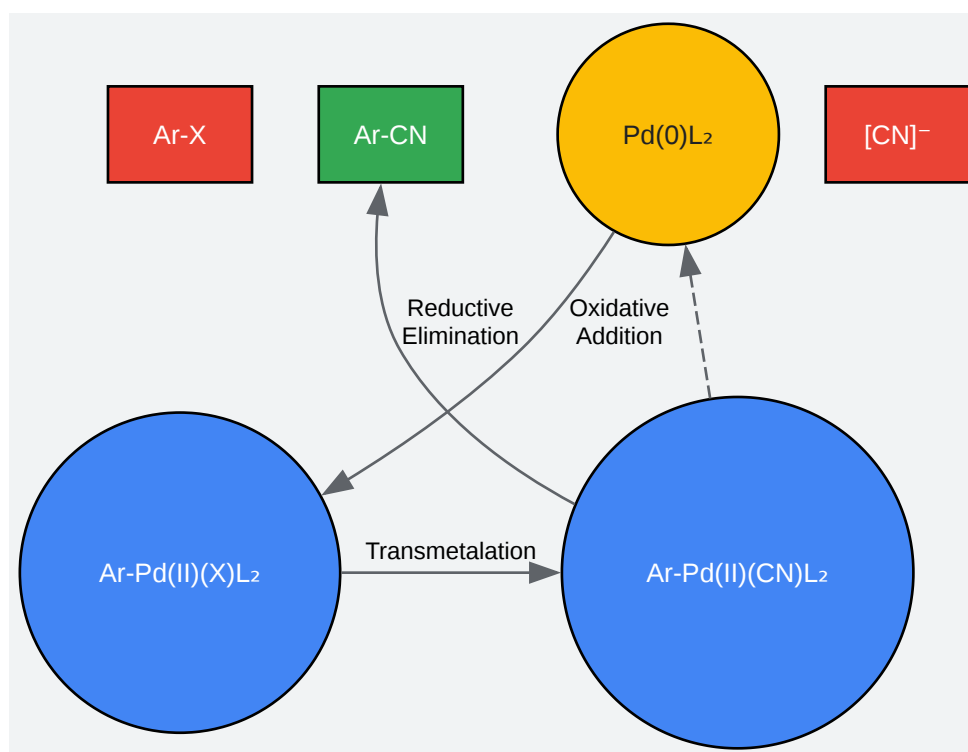 Ar-X
Ar-CN
Pd(0)L₂
[CN]⁻
Reductive
Elimination
Oxidative
Addition
Transmetalation
Ar-Pd(II)(X)L₂
Ar-Pd(II)(CN)L₂